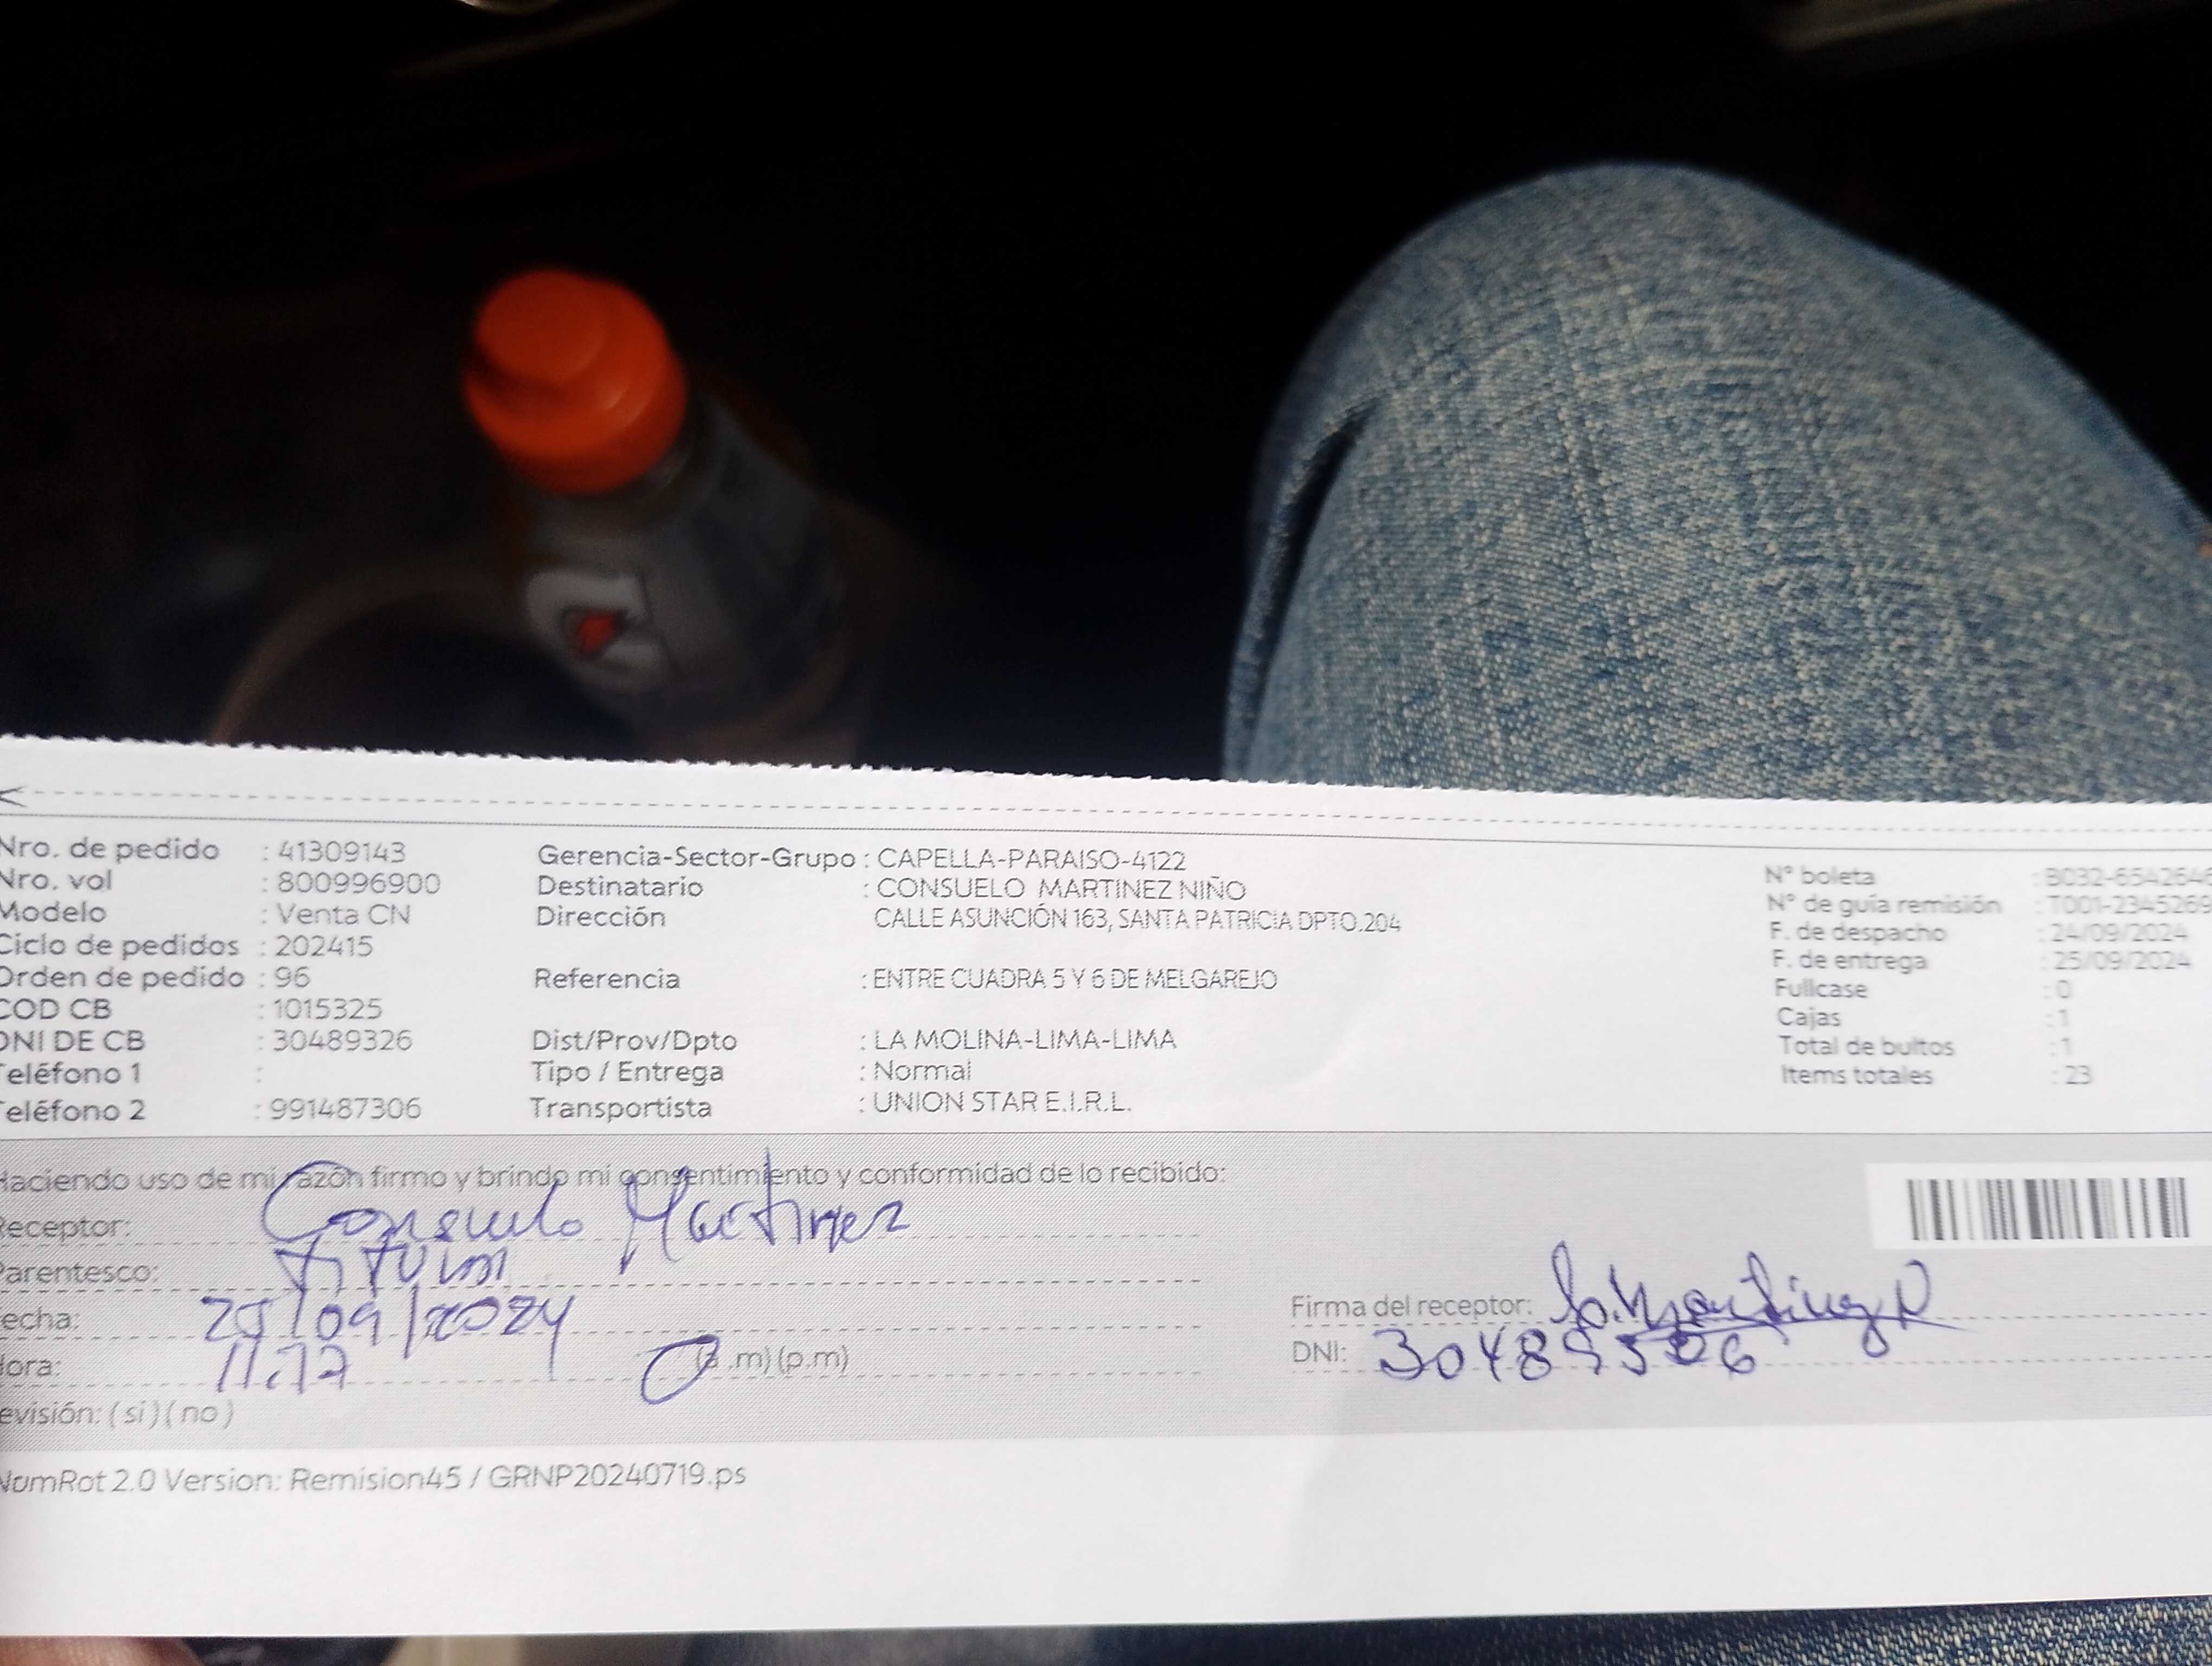 Nro. de pedido : 41309143
Nro. vol : 800996900
Modelo : Venta CN
Ciclo de pedidos : 202415
Orden de pedido : 96
COD CB : 1015325
DNI DE CB : 30489326
Teléfono 1 :
Teléfono 2 : 991487306
Gerencia-Sector-Grupo : CAPELLA-PARAISO-4122
Destinatario : CONSUELO MARTINEZ NIÑO
Dirección CALLE ASUNCIÓN 163, SANTA PATRICIA DPTO.204
Referencia : ENTRE CUADRA 5 Y 6 DE MELGAREJO
Dist/Prov/Dpto : LA MOLINA-LIMA-LIMA
Tipo / Entrega : Normal
Transportista : UNION STAR E.I.R.L.
N° boleta : B032-6542646
N° de guía remisión : T001-2345269
F. de despacho : 24/09/2024
F. de entrega : 25/09/2024
Fullcase : 0
Cajas : 1
Total de bultos : 1
Items totales : 23
Haciendo uso de mi razón firmo y brindo mi consentimiento y conformidad de lo recibido:
Receptor: Consuelo Martinez
Parentesco: titular
Fecha: 25/09/2024
Hora: 11:17 (a .m) (p.m)
Revisión: ( si ) ( no )
Firma del receptor:
DNI:
NumRot 2.0 Version: Remision45 / GRNP20240719.ps